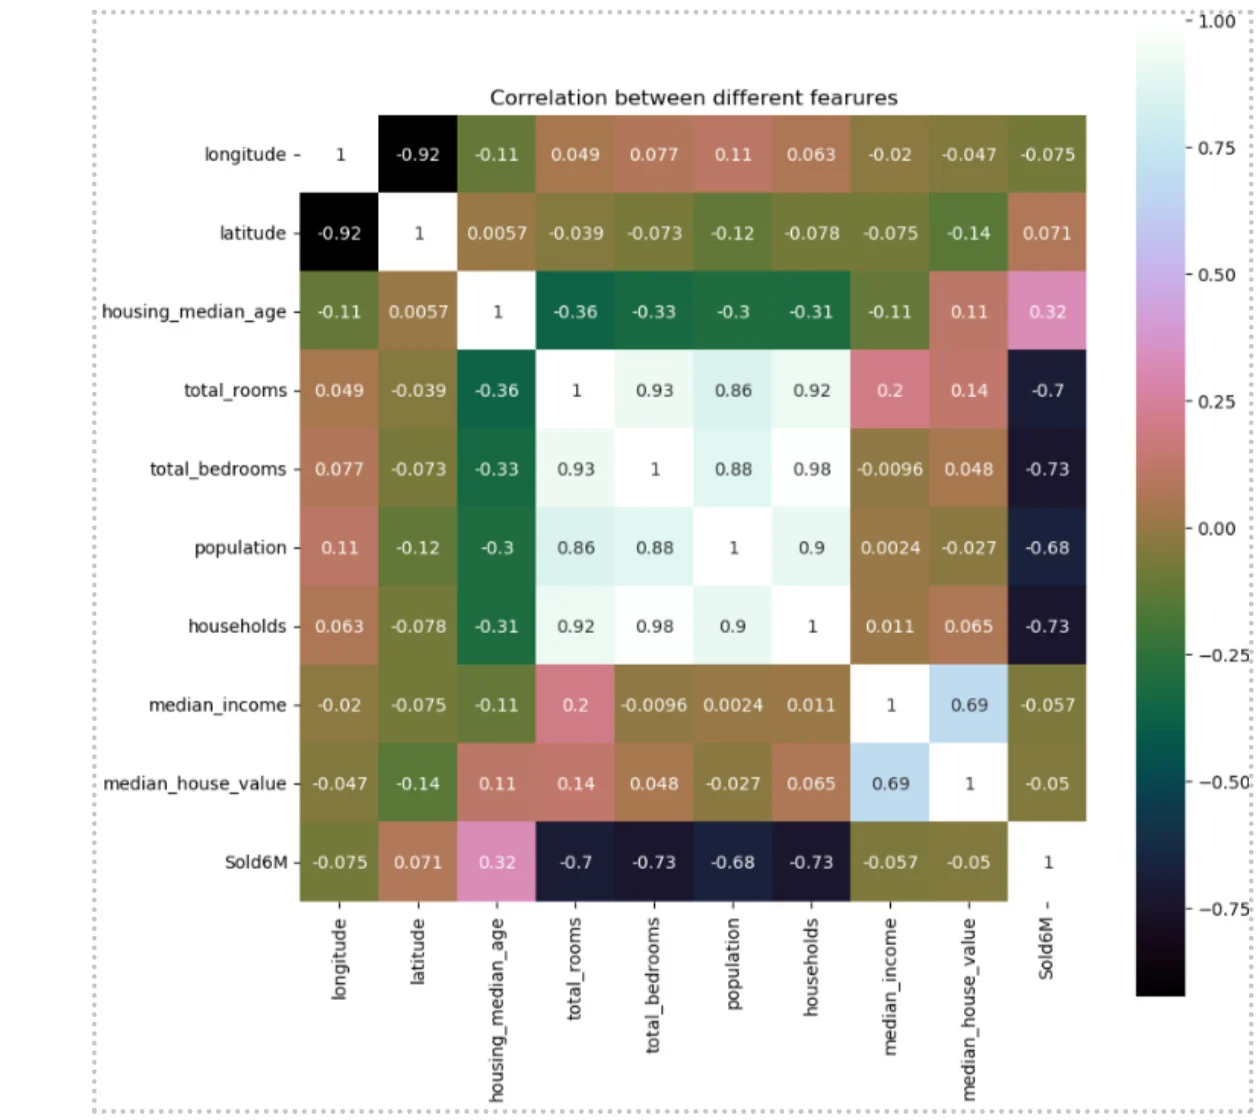 1.00
Correlation between different fearures
longitude 1 -0.92 -0.11 0.049 0.077 0.11 0.063 -0.02 -0.047 -0.075
0.75
latitude -0.92 1 0.0057 -0.039 -0.073 -0.12 -0.078 -0.075 -0.14 0.071
0.50
housing_median_age -0.11 0.0057 1 -0.36 -0.33 -0.3 -0.31 -0.11 0.11 0.32
total_rooms 0.049 -0.039 -0.36 1 0.93 0.86 0.92 0.2 0.14 -0.7
0.25
total_bedrooms 0.077 -0.073 -0.33 0.93 1 0.88 0.98 -0.0096 0.048 -0.73
0.00
population 0.11 -0.12 -0.3 0.86 0.88 1 0.9 0.0024 -0.027 -0.68
households 0.063 -0.078 -0.31 0.92 0.98 0.9 1 0.011 0.065 -0.73
−0.25
median_income -0.02 -0.075 -0.11 0.2 -0.0096 0.0024 0.011 1 0.69 -0.057
median_house_value -0.047 -0.14 0.11 0.14 0.048 -0.027 0.065 0.69 1 -0.05
−0.50
Sold6M -0.075 0.071 0.32 -0.7 -0.73 -0.68 -0.73 -0.057 -0.05 1
−0.75
longitude
latitude
housing_median_age
total_rooms
total_bedrooms
population
households
median_income
median_house_value
Sold6M